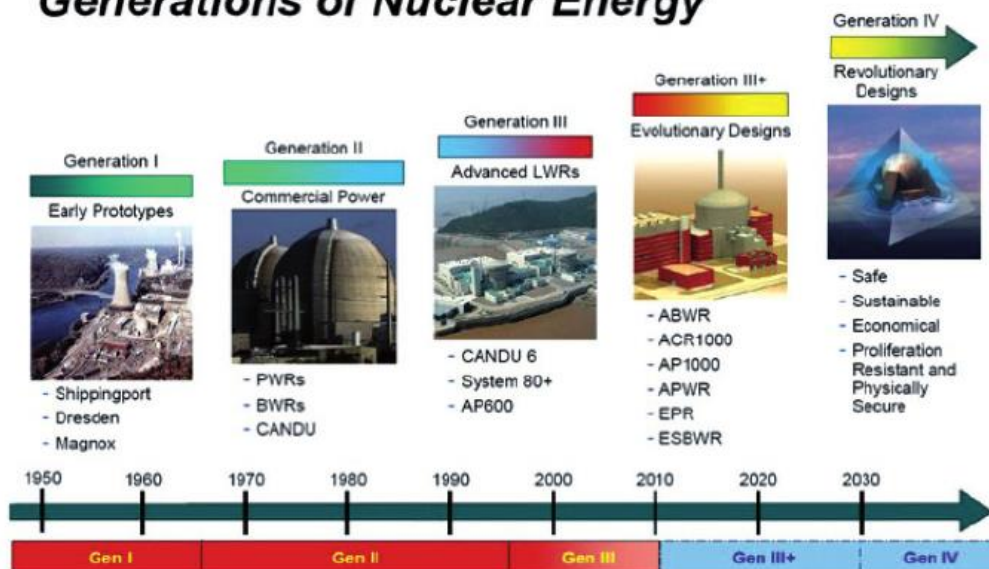 Generations of Nuclear Energy
Generation I
Early Prototypes
- Shippingport
- Dresden
- Magnox
Generation II
Commercial Power
- PWRs
- BWRs
- CANDU
Generation III
Advanced LWRs
- CANDU 6
- System 80+
- AP600
Generation III+
Evolutionary Designs
- ABWR
- ACR1000
- AP1000
- APWR
- EPR
- ESBWR
Generation IV
Revolutionary
Designs
- Safe
- Sustainable
- Economical
- Proliferation
Resistant and
Physically
Secure
1950 1960 1970 1980 1990 2000 2010 2020 2030
Gen I Gen II Gen III Gen III+ Gen IV